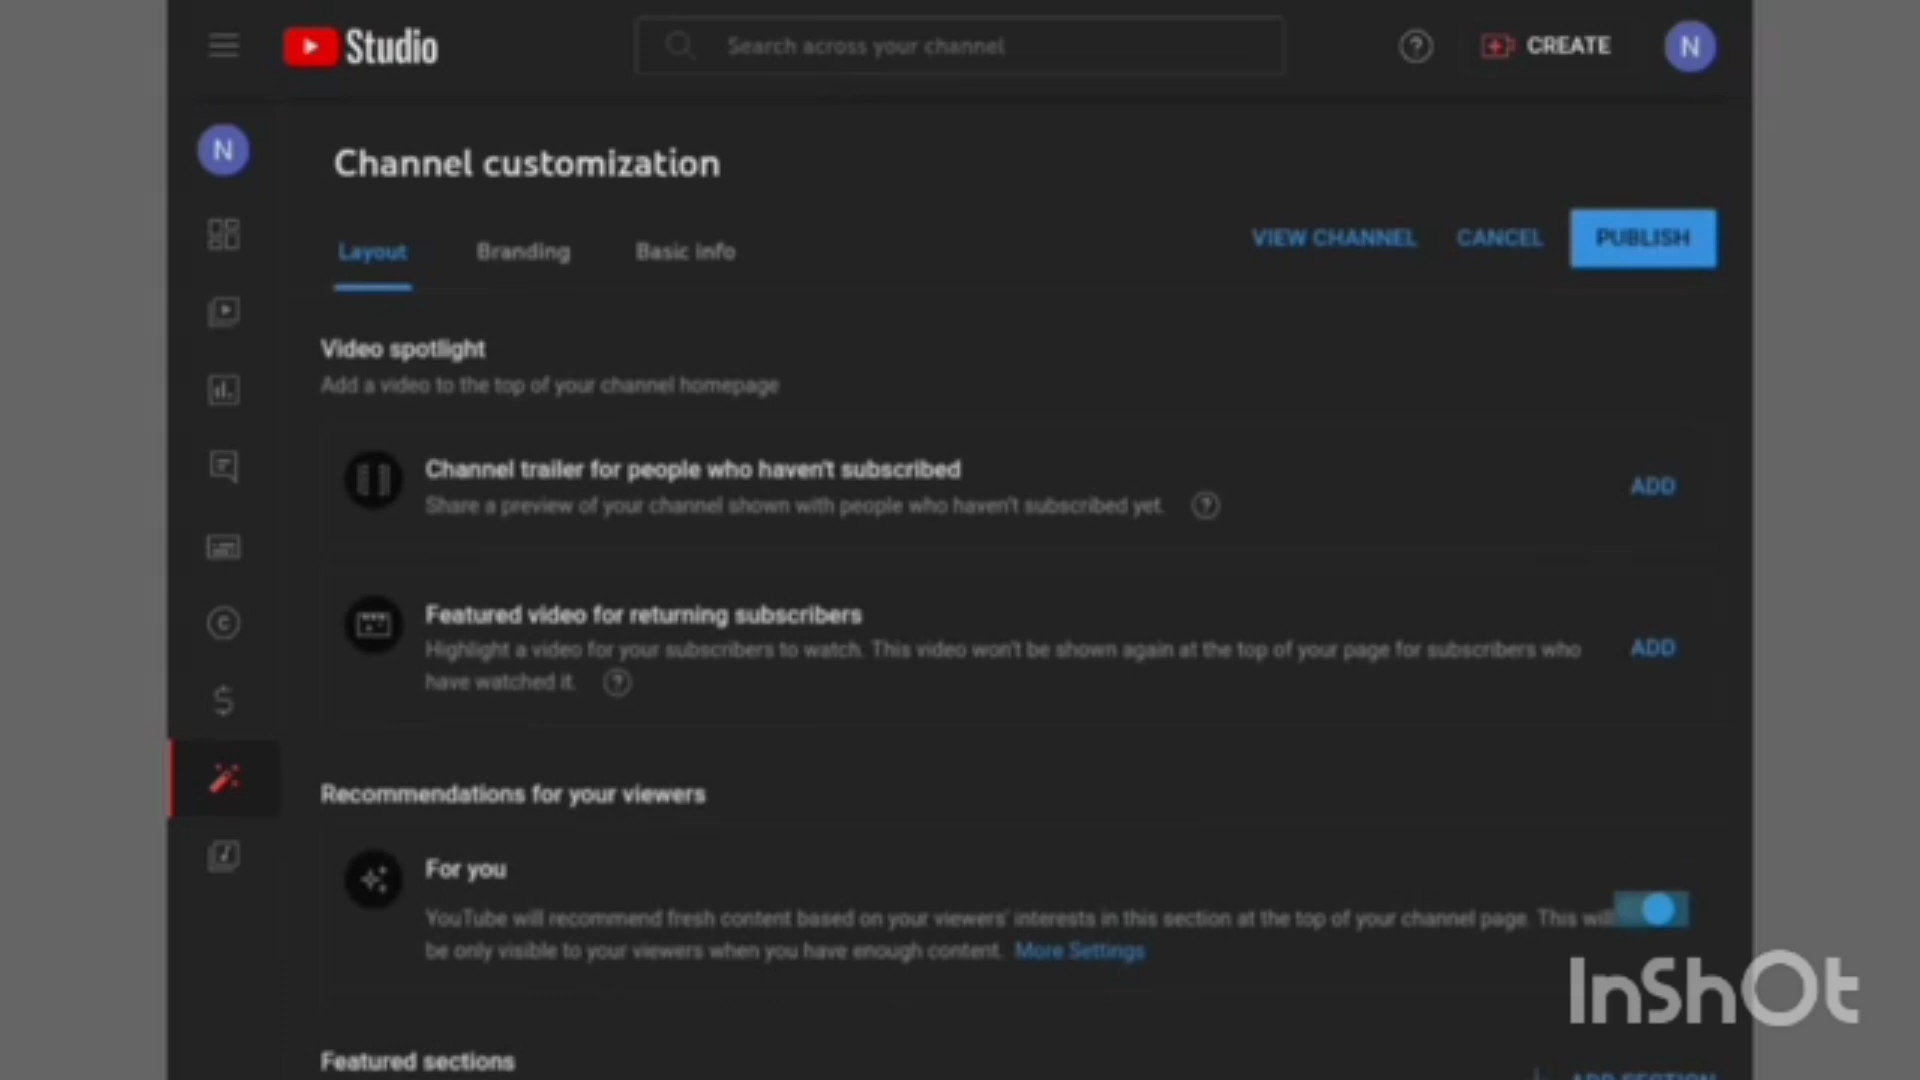 Studio
Search across your channel
?
CREATE
N
N
Channel customization
Layout
Branding
Basic info
VIEW CHANNEL
CANCEL
PUBLISH
Video spotlight
Add a video to the top of your channel homepage
Channel trailer for people who haven't subscribed
Share a preview of your channel shown with people who haven't subscribed yet. ?
ADD
Featured video for returning subscribers
Highlight a video for your subscribers to watch. This video won't be shown again at the top of your page for subscribers who
have watched it. ?
ADD
Recommendations for your viewers
For you
YouTube will recommend fresh content based on your viewers' interests in this section at the top of your channel page. This will
be only visible to your viewers when you have enough content. More Settings
InShOt
Featured sections
ADD SECTION